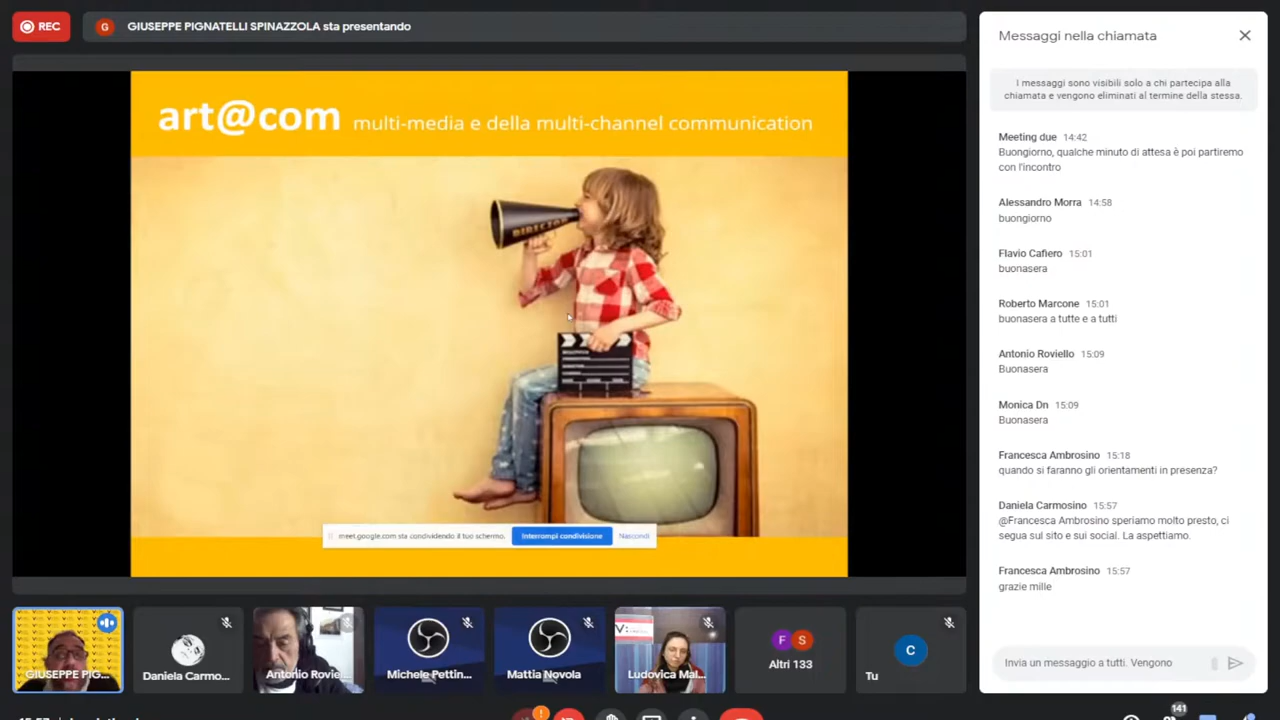 REC
G
GIUSEPPE PIGNATELLI SPINAZZOLA sta presentando
art@com multi-media e della multi-channel communication
DIRECTOR
meet.google.com sta condividendo il tuo schermo.
Interrompi condivisione
Nascondi
GIUSEPPE PIG...
Daniela Carmo...
Antonio Roviel...
Michele Pettin...
Mattia Novola
Ludovica Mal...
F
S
Altri 133
C
Tu
Messaggi nella chiamata
I messaggi sono visibili solo a chi partecipa alla
chiamata e vengono eliminati al termine della stessa.
Meeting due 14:42
Buongiorno, qualche minuto di attesa è poi partiremo
con l'incontro
Alessandro Morra 14:58
buongiorno
Flavio Cafiero 15:01
buonasera
Roberto Marcone 15:01
buonasera a tutte e a tutti
Antonio Roviello 15:09
Buonasera
Monica Dn 15:09
Buonasera
Francesca Ambrosino 15:18
quando si faranno gli orientamenti in presenza?
Daniela Carmosino 15:57
@Francesca Ambrosino speriamo molto presto, ci
segua sul sito e sui social. La aspettiamo.
Francesca Ambrosino 15:57
grazie mille
Invia un messaggio a tutti. Vengono
141